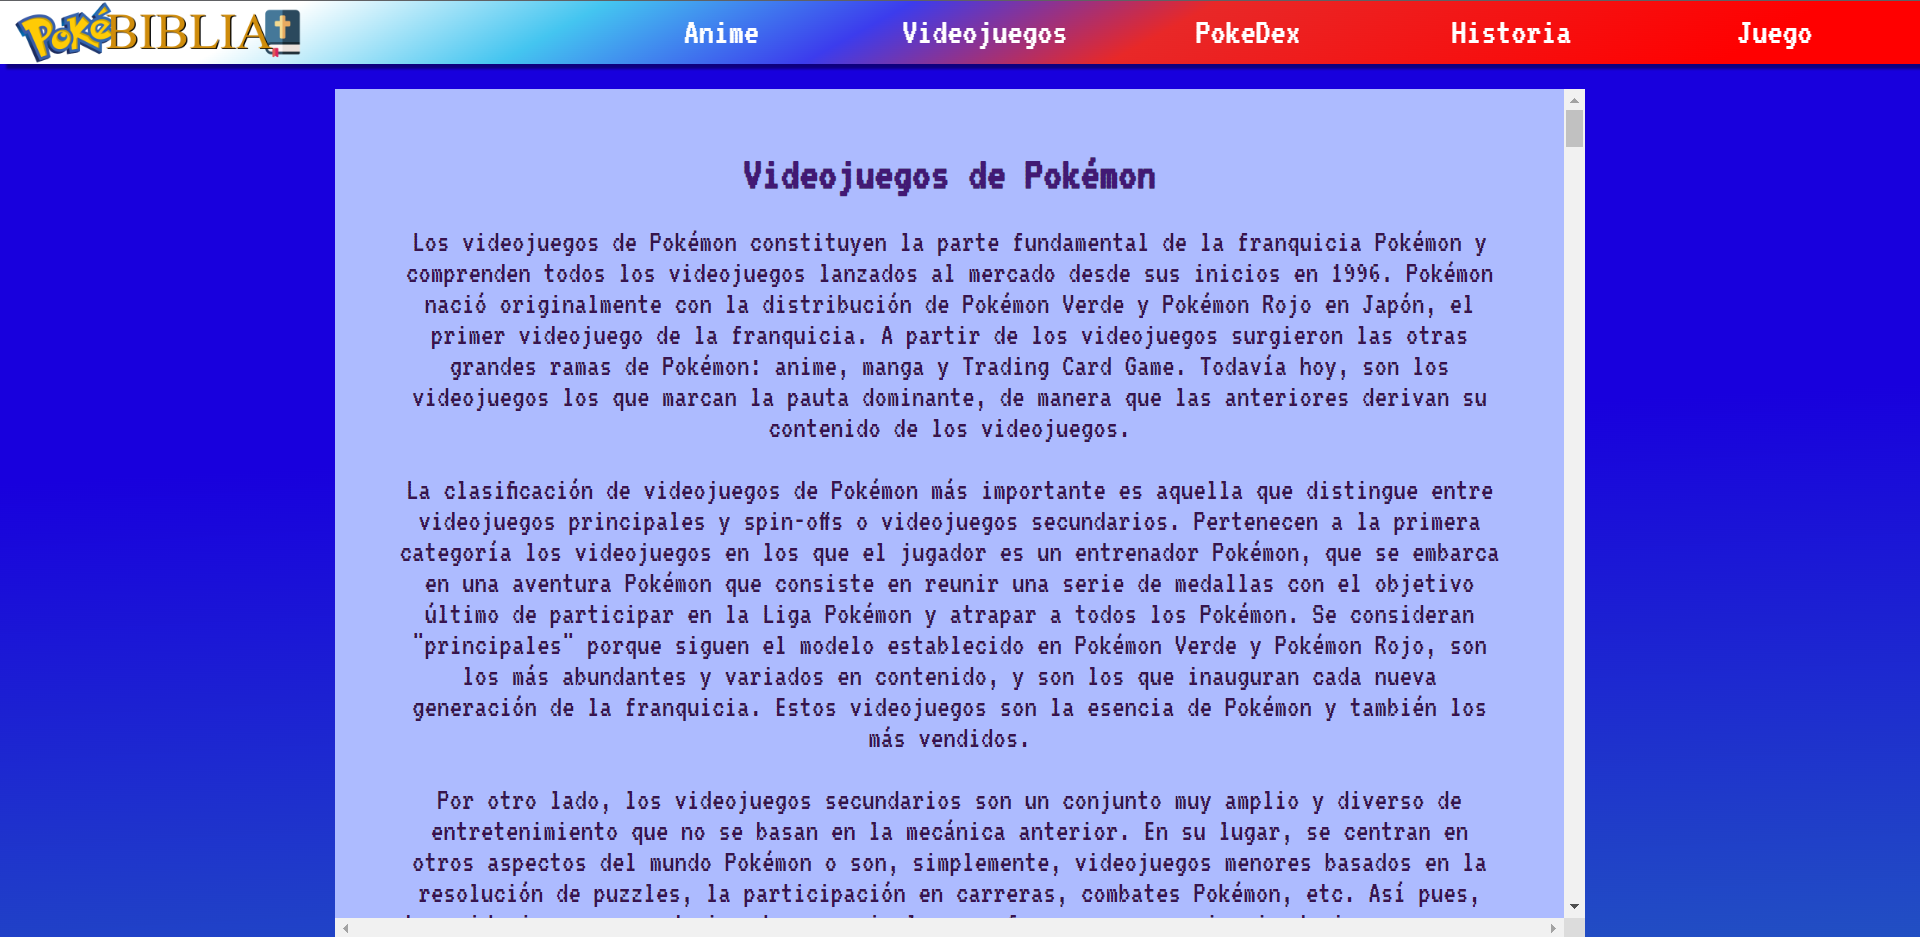 PokéBIBLIA
Anime Videojuegos PokeDex Historia Juego
Videojuegos de Pokémon
Los videojuegos de Pokémon constituyen la parte fundamental de la franquicia Pokémon y
comprenden todos los videojuegos lanzados al mercado desde sus inicios en 1996. Pokémon
nació originalmente con la distribución de Pokémon Verde y Pokémon Rojo en Japón, el
primer videojuego de la franquicia. A partir de los videojuegos surgieron las otras
grandes ramas de Pokémon: anime, manga y Trading Card Game. Todavía hoy, son los
videojuegos los que marcan la pauta dominante, de manera que las anteriores derivan su
contenido de los videojuegos.
La clasificación de videojuegos de Pokémon más importante es aquella que distingue entre
videojuegos principales y spin-offs o videojuegos secundarios. Pertenecen a la primera
categoría los videojuegos en los que el jugador es un entrenador Pokémon, que se embarca
en una aventura Pokémon que consiste en reunir una serie de medallas con el objetivo
último de participar en la Liga Pokémon y atrapar a todos los Pokémon. Se consideran
"principales" porque siguen el modelo establecido en Pokémon Verde y Pokémon Rojo, son
los más abundantes y variados en contenido, y son los que inauguran cada nueva
generación de la franquicia. Estos videojuegos son la esencia de Pokémon y también los
más vendidos.
Por otro lado, los videojuegos secundarios son un conjunto muy amplio y diverso de
entretenimiento que no se basan en la mecánica anterior. En su lugar, se centran en
otros aspectos del mundo Pokémon o son, simplemente, videojuegos menores basados en la
resolución de puzzles, la participación en carreras, combates Pokémon, etc. Así pues,